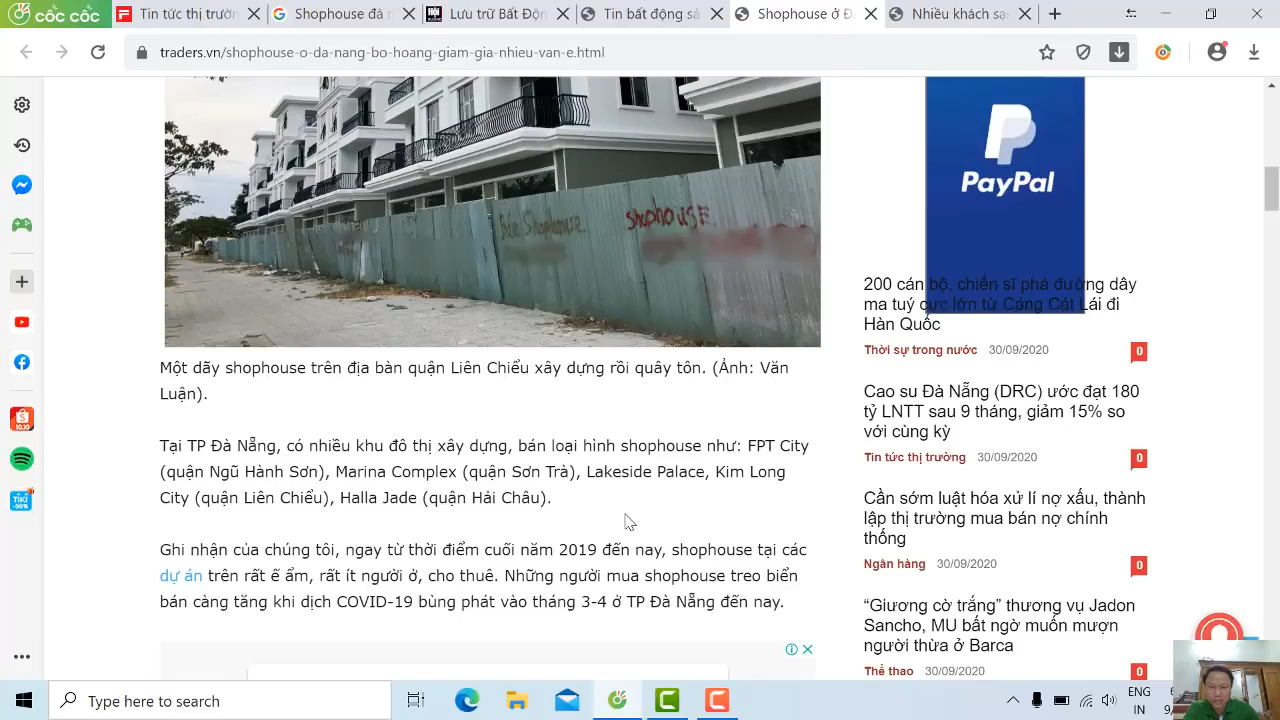 cốc cốc
Tin tức thị trườn
Shophouse đã n
Lưu trữ Bất Độn
Tin bất động sả
Shophouse ở Đà
Nhiều khách sạ
traders.vn/shophouse-o-da-nang-bo-hoang-giam-gia-nhieu-van-e.html
Bán Shophouse
shophouSE
Một dãy shophouse trên địa bàn quận Liên Chiểu xây dựng rồi quây tôn. (Ảnh: Văn
Luận).
Tại TP Đà Nẵng, có nhiều khu đô thị xây dựng, bán loại hình shophouse như: FPT City
(quận Ngũ Hành Sơn), Marina Complex (quận Sơn Trà), Lakeside Palace, Kim Long
City (quận Liên Chiểu), Halla Jade (quận Hải Châu).
Ghi nhận của chúng tôi, ngay từ thời điểm cuối năm 2019 đến nay, shophouse tại các
dự án trên rất ế ẩm, rất ít người ở, cho thuê. Những người mua shophouse treo biển
bán càng tăng khi dịch COVID-19 bùng phát vào tháng 3-4 ở TP Đà Nẵng đến nay.
PayPal
200 cán bộ, chiến sĩ phá đường dây
ma tuý cực lớn từ Cảng Cát Lái đi
Hàn Quốc
Thời sự trong nước 30/09/2020 0
Cao su Đà Nẵng (DRC) ước đạt 180
tỷ LNTT sau 9 tháng, giảm 15% so
với cùng kỳ
Tin tức thị trường 30/09/2020 0
Cần sớm luật hóa xử lí nợ xấu, thành
lập thị trường mua bán nợ chính
thống
Ngân hàng 30/09/2020 0
“Giương cờ trắng” thương vụ Jadon
Sancho, MU bất ngờ muốn mượn
người thừa ở Barca
Thể thao 30/09/2020 0
10.10
TIKI
-50%
Type here to search
ENG
IN